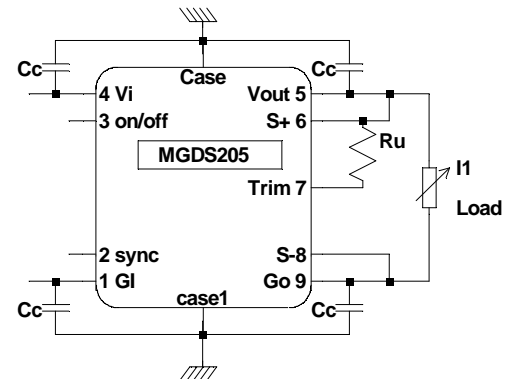 Cc
Case
Cc
4 Vi
Vout 5
3 on/off
S+ 6
MGDS205
Ru
Trim 7
I1
Load
2 sync
S-8
1 GI
Go 9
Cc
case1
Cc